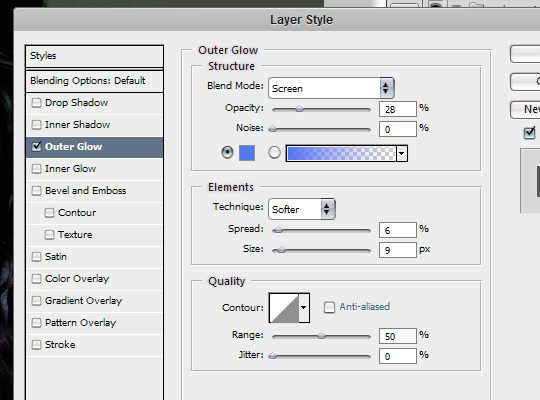 Layer Style
Styles
Blending Options: Default
Drop Shadow
Inner Shadow
Outer Glow
Inner Glow
Bevel and Emboss
Contour
Texture
Satin
Color Overlay
Gradient Overlay
Pattern Overlay
Stroke
Outer Glow
Structure
Blend Mode: Screen
Opacity: 28 %
Noise: 0 %
Elements
Technique: Softer
Spread: 6 %
Size: 9 px
Quality
Contour: Anti-aliased
Range: 50 %
Jitter: 0 %